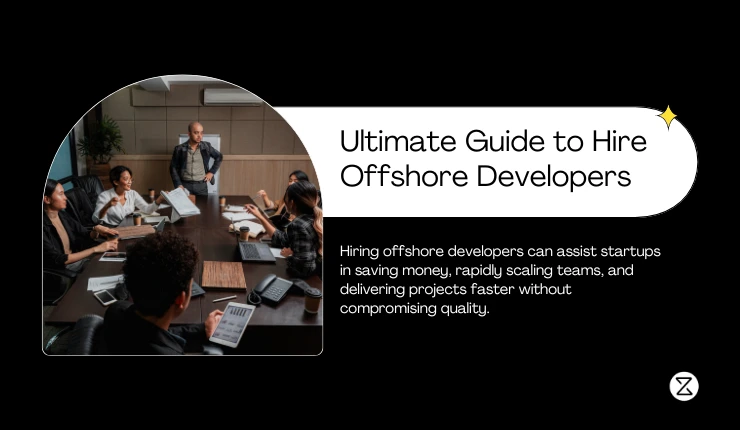 Ultimate Guide to Hire
Offshore Developers
Hiring offshore developers can assist startups
in saving money, rapidly scaling teams, and
delivering projects faster without
compromising quality.